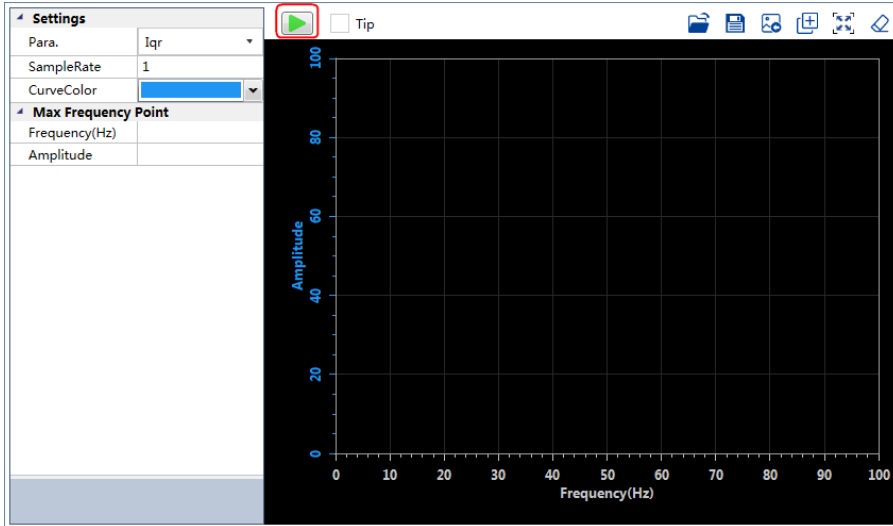 Settings
Para. Iqr
SampleRate 1
CurveColor
Max Frequency Point
Frequency(Hz)
Amplitude
Tip
100
80
60
40
20
0
Amplitude
0 10 20 30 40 50 60 70 80 90 100
Frequency(Hz)